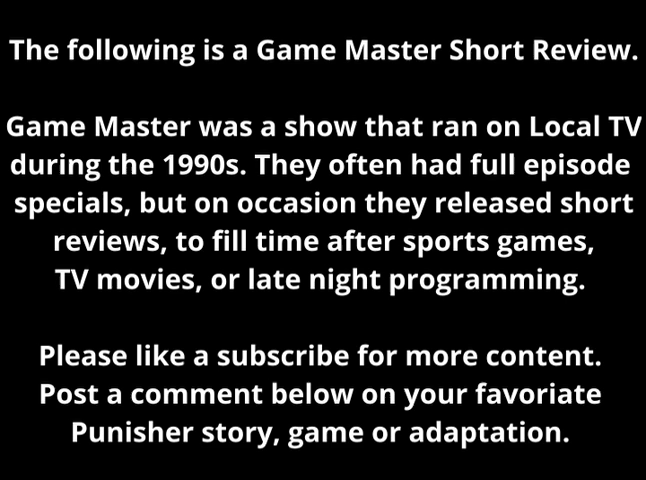 The following is a Game Master Short Review.
Game Master was a show that ran on Local TV
during the 1990s. They often had full episode
specials, but on occasion they released short
reviews, to fill time after sports games,
TV movies, or late night programming.
Please like a subscribe for more content.
Post a comment below on your favoriate
Punisher story, game or adaptation.